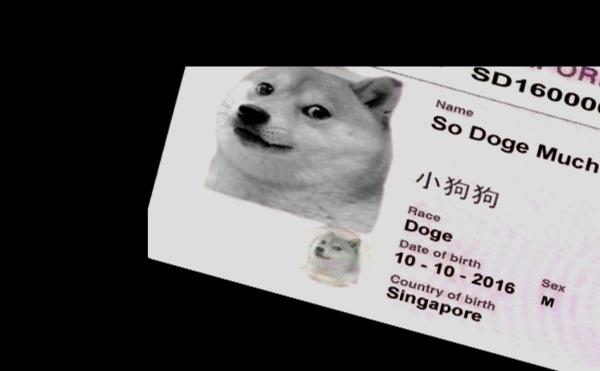 SD16000
Name
So Doge Much
小狗狗
Race
Doge
Date of birth
10 - 10 - 2016
Sex
M
Country of birth
Singapore